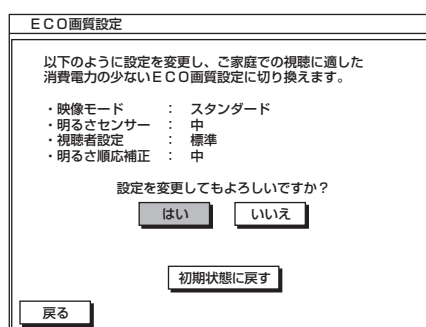 ECO画質設定
以下のように設定を変更し、ご家庭での視聴に適した
消費電力の少ないECO画質設定に切り換えます。
・映像モード : スタンダード
・明るさセンサー : 中
・視聴者設定 : 標準
・明るさ順応補正 : 中
設定を変更してもよろしいですか？
はい いいえ
初期状態に戻す
戻る